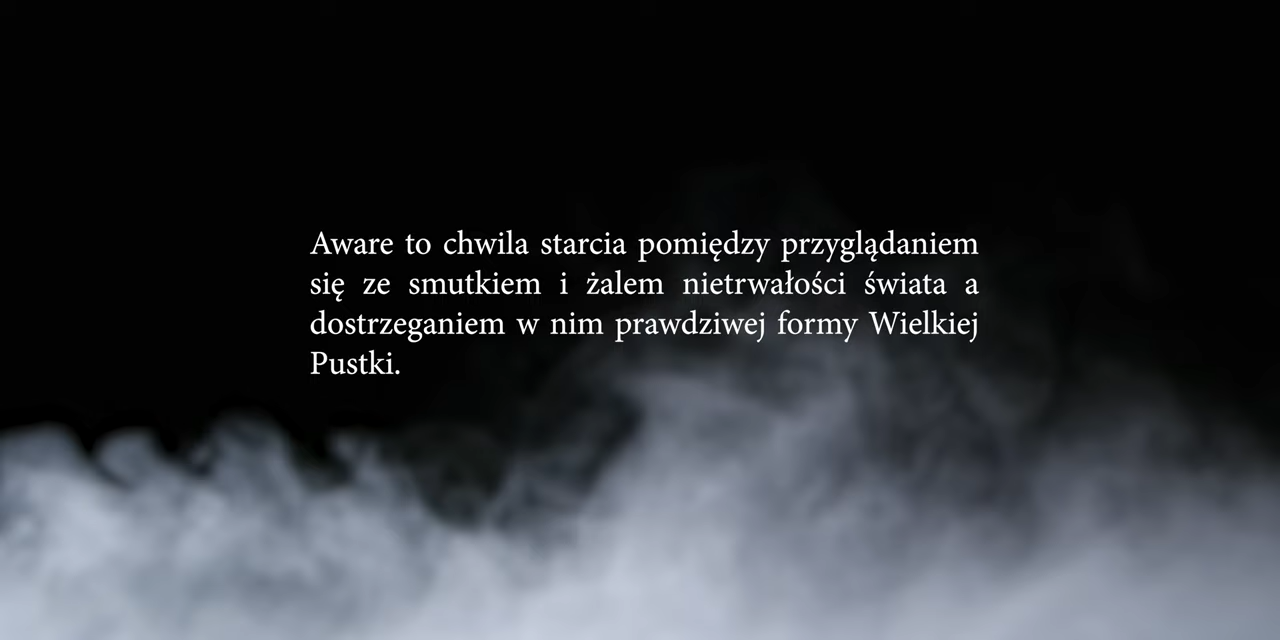 Aware to chwila starcia pomiędzy przyglądaniem
się ze smutkiem i żalem nietrwałości świata a
dostrzeganiem w nim prawdziwej formy Wielkiej
Pustki.